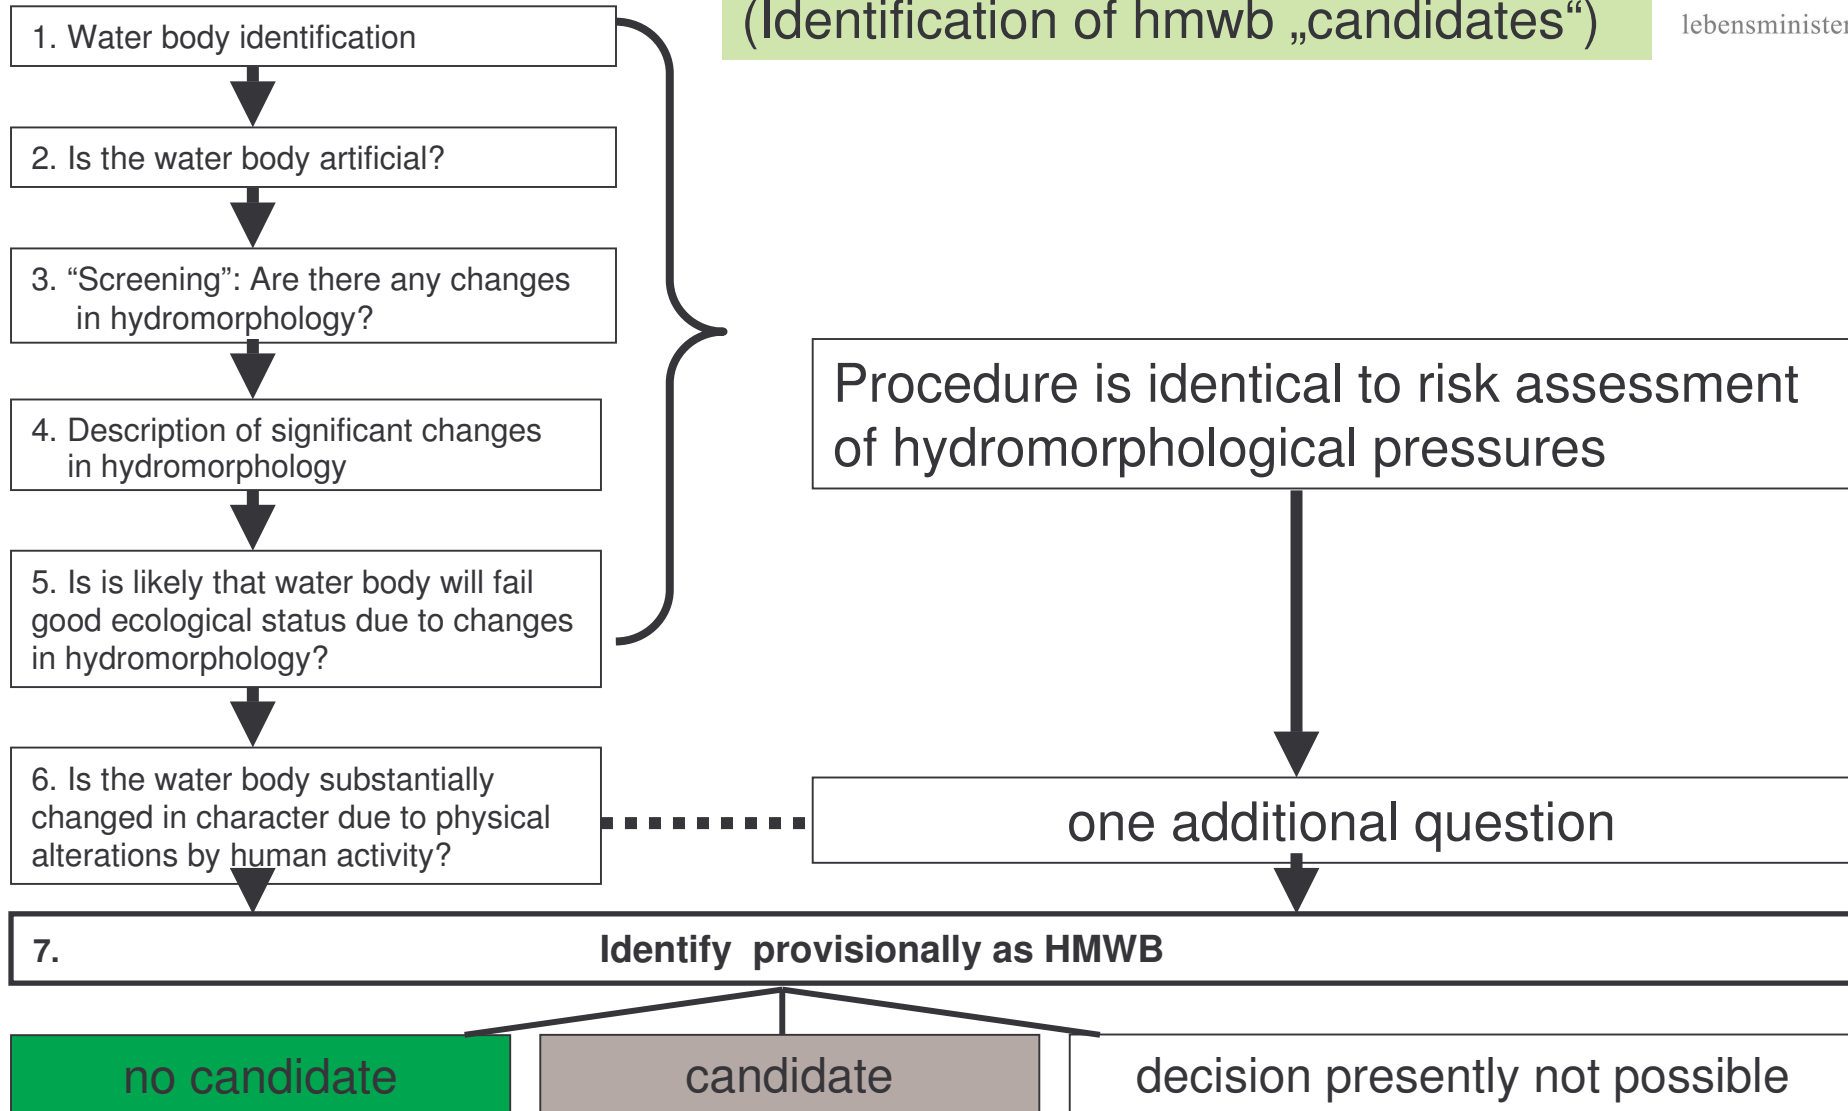 (Identification of hmwb „candidates“)
lebensminister
1. Water body identification
2. Is the water body artificial?
3. “Screening”: Are there any changes
in hydromorphology?
4. Description of significant changes
in hydromorphology
5. Is is likely that water body will fail
good ecological status due to changes
in hydromorphology?
6. Is the water body substantially
changed in character due to physical
alterations by human activity?
Procedure is identical to risk assessment
of hydromorphological pressures
one additional question
7. Identify provisionally as HMWB
no candidate
candidate
decision presently not possible